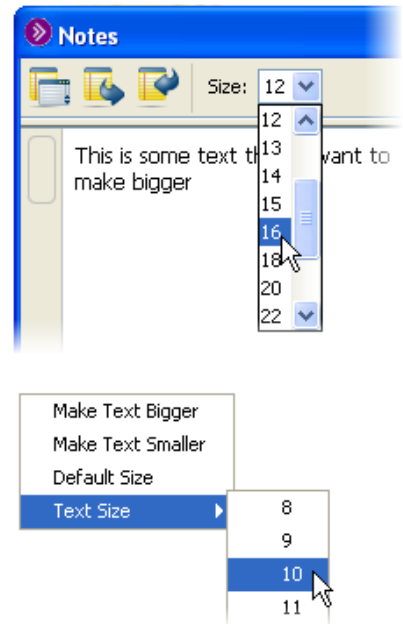 Notes
Size: 12
12
13
14
15
16
18
20
22
This is some text th want to
make bigger
Make Text Bigger
Make Text Smaller
Default Size
Text Size
8
9
10
11